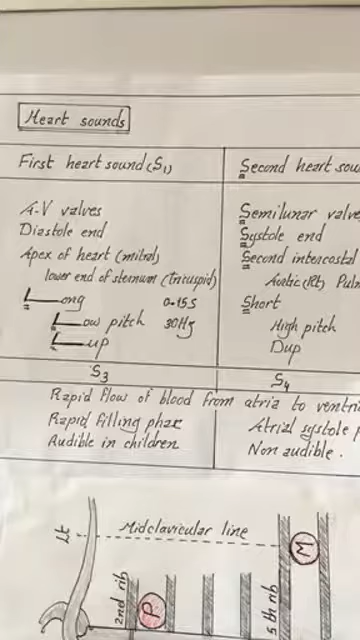 Heart sounds
First heart sound (S1)
Second heart sou
A-V valves
Semilunar valve
Diastole end
Systole end
Apex of heart (mitral)
Second intercostal
lower end of sternum (tricuspid)
Aortic (Rt) Pulm
Long 0.15s
Short
Low pitch 30Hz
High pitch
Lup
Dup
S3
S4
Rapid flow of blood from atria to ventri
Rapid filling phase
Atrial systole p
Audible in children
Non audible.
Lt
Midclavicular line
2nd rib
P
5th rib
M